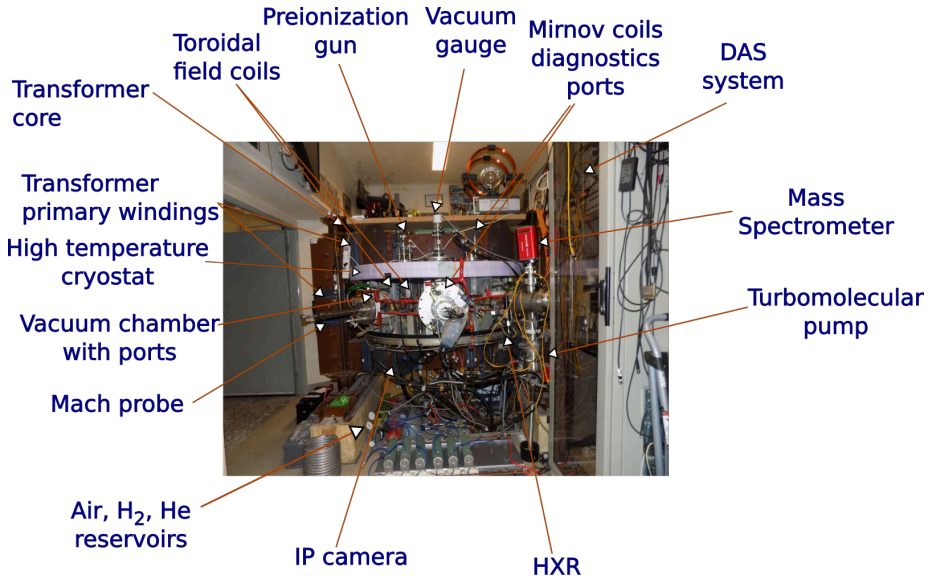 Preionization
gun
Vacuum
gauge
Mirnov coils
diagnostics
ports
DAS
system
Toroidal
field coils
Transformer
core
Transformer
primary windings
High temperature
cryostat
Vacuum chamber
with ports
Mach probe
Air, H₂, He
reservoirs
IP camera
HXR
Turbomolecular
pump
Mass
Spectrometer